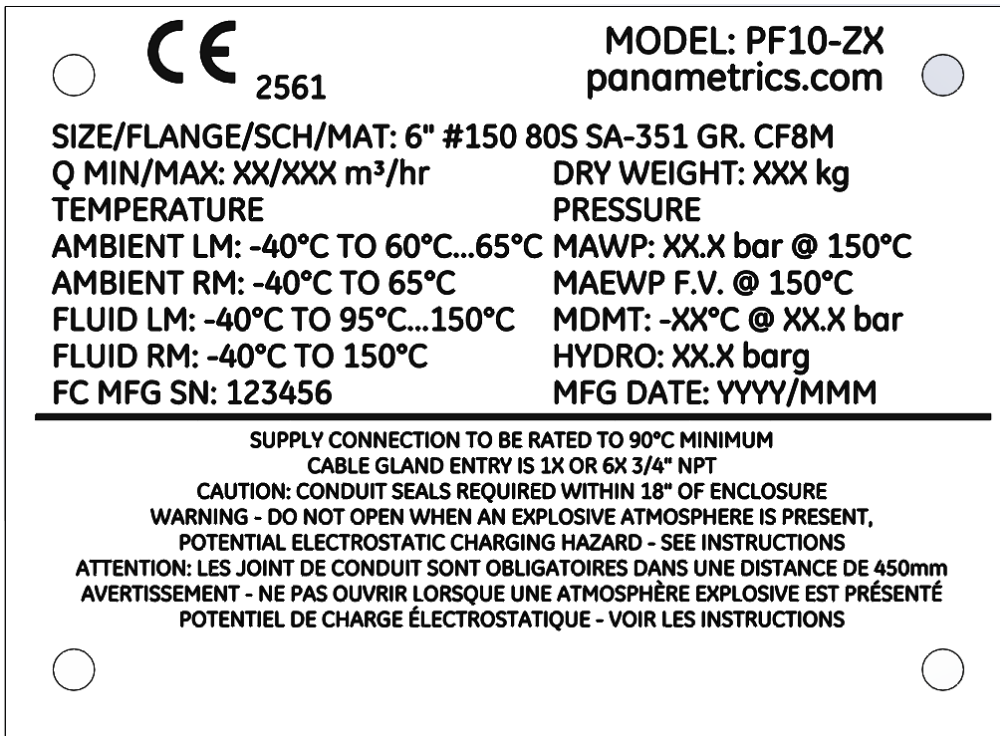 CE 2561
MODEL: PF10-ZX
panametrics.com
SIZE/FLANGE/SCH/MAT: 6" #150 80S SA-351 GR. CF8M
Q MIN/MAX: XX/XXX m³/hr DRY WEIGHT: XXX kg
TEMPERATURE PRESSURE
AMBIENT LM: -40°C TO 60°C...65°C MAWP: XX.X bar @ 150°C
AMBIENT RM: -40°C TO 65°C MAEWP F.V. @ 150°C
FLUID LM: -40°C TO 95°C...150°C MDMT: -XX°C @ XX.X bar
FLUID RM: -40°C TO 150°C HYDRO: XX.X barg
FC MFG SN: 123456 MFG DATE: YYYY/MMM
SUPPLY CONNECTION TO BE RATED TO 90°C MINIMUM
CABLE GLAND ENTRY IS 1X OR 6X 3/4" NPT
CAUTION: CONDUIT SEALS REQUIRED WITHIN 18" OF ENCLOSURE
WARNING - DO NOT OPEN WHEN AN EXPLOSIVE ATMOSPHERE IS PRESENT,
POTENTIAL ELECTROSTATIC CHARGING HAZARD - SEE INSTRUCTIONS
ATTENTION: LES JOINT DE CONDUIT SONT OBLIGATOIRES DANS UNE DISTANCE DE 450mm
AVERTISSEMENT - NE PAS OUVRIR LORSQUE UNE ATMOSPHÈRE EXPLOSIVE EST PRÉSENTÉ
POTENTIEL DE CHARGE ÉLECTROSTATIQUE - VOIR LES INSTRUCTIONS